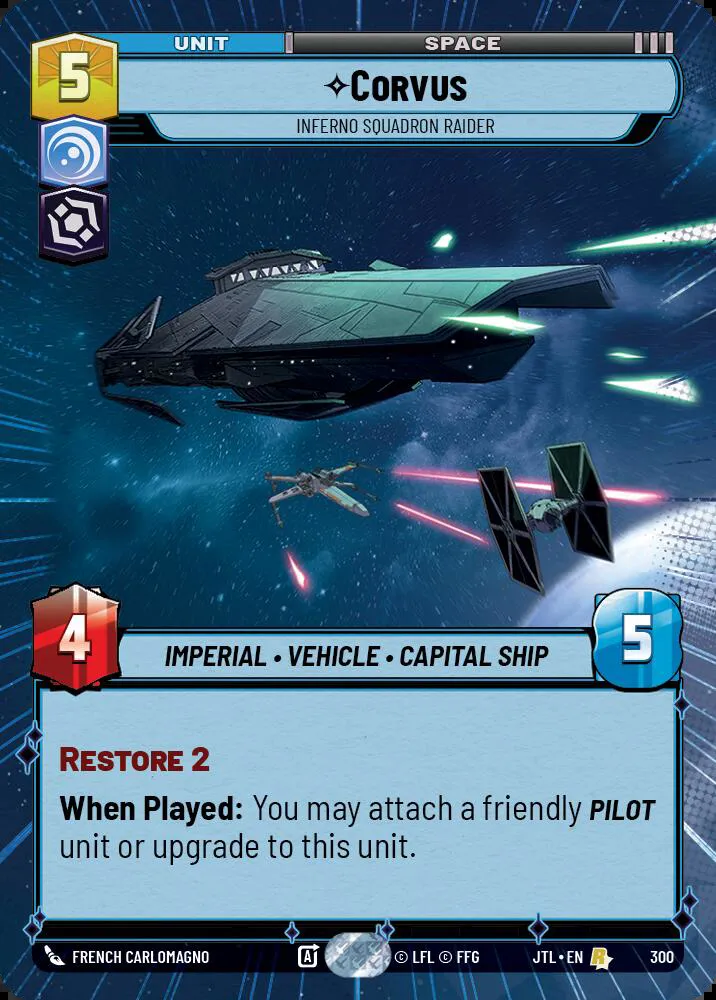 UNIT
SPACE
5
✧CORVUS
INFERNO SQUADRON RAIDER
4
IMPERIAL • VEHICLE • CAPITAL SHIP
5
RESTORE 2
When Played: You may attach a friendly PILOT
unit or upgrade to this unit.
FRENCH CARLOMAGNO
A
© LFL © FFG
JTL • EN
R
300